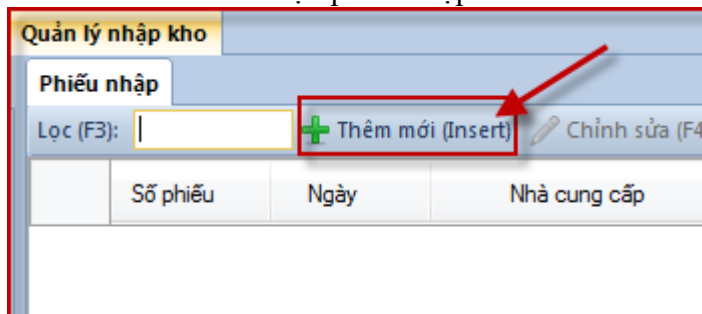 Quản lý nhập kho
Phiếu nhập
Lọc (F3): Thêm mới (Insert) Chỉnh sửa (F4
Số phiếu Ngày Nhà cung cấp